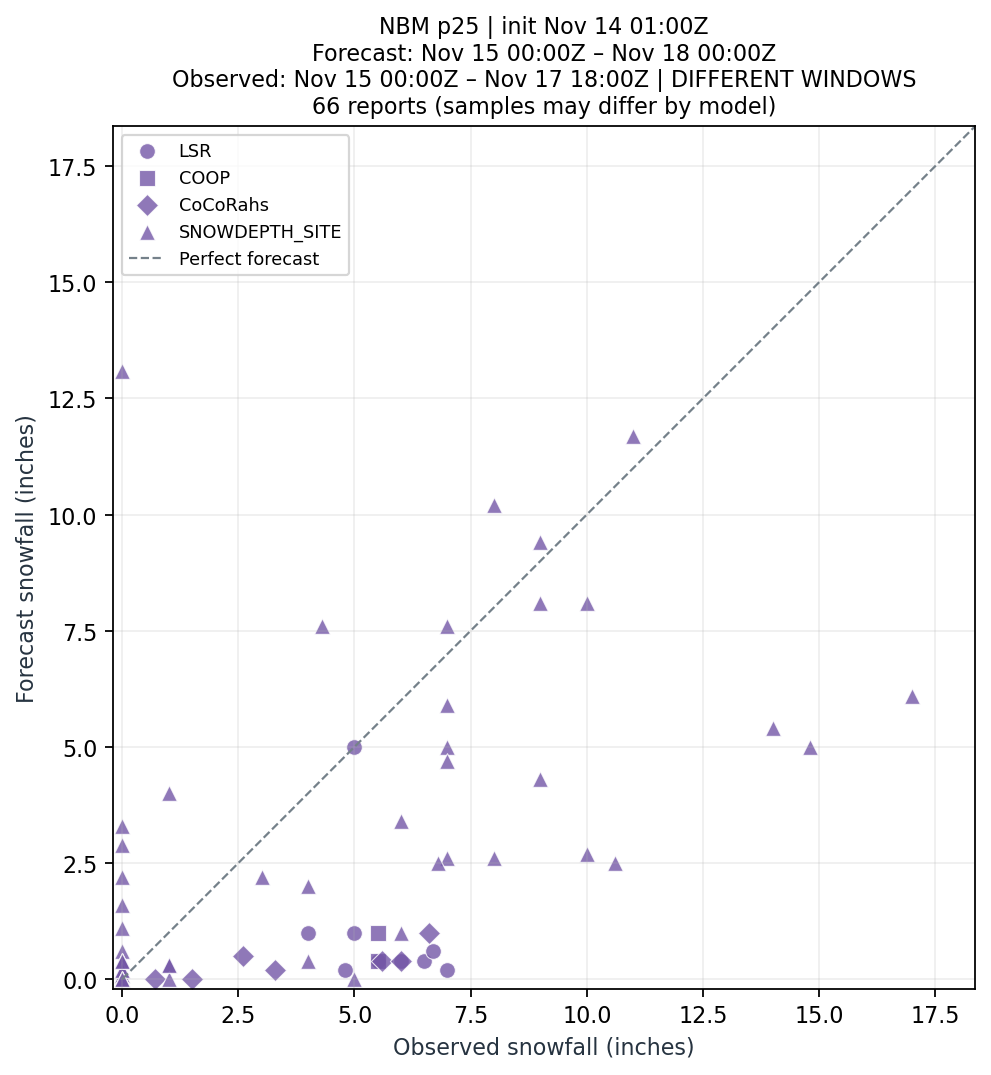 NBM p25 | init Nov 14 01:00Z
Forecast: Nov 15 00:00Z – Nov 18 00:00Z
Observed: Nov 15 00:00Z – Nov 17 18:00Z | DIFFERENT WINDOWS
66 reports (samples may differ by model)
LSR
COOP
CoCoRahs
SNOWDEPTH_SITE
Perfect forecast
17.5
15.0
12.5
10.0
7.5
5.0
2.5
0.0
Forecast snowfall (inches)
0.0 2.5 5.0 7.5 10.0 12.5 15.0 17.5
Observed snowfall (inches)